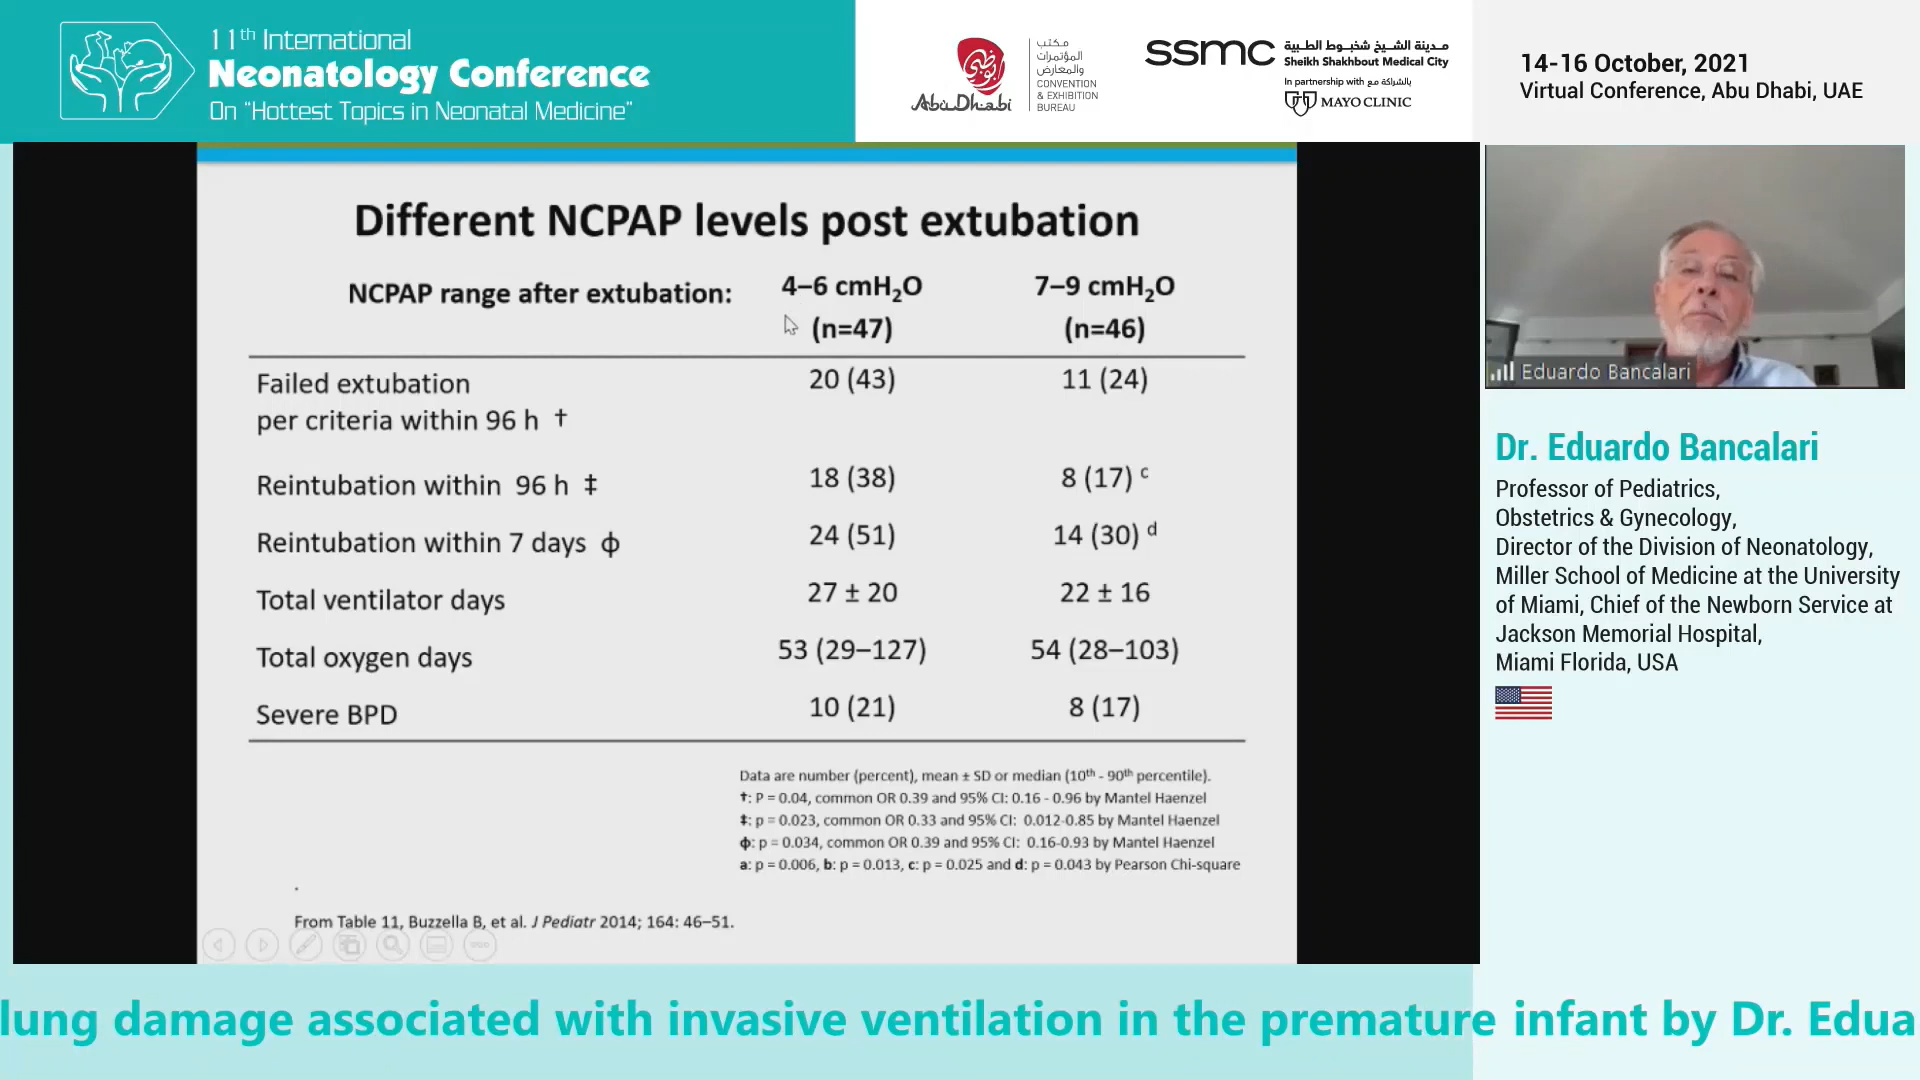 11th International
Neonatology Conference
On "Hottest Topics in Neonatal Medicine"
أبوظبي
Abu Dhabi
مكتب
المؤتمرات
والمعارض
CONVENTION
& EXHIBITION
BUREAU
ssmc
مدينة الشيخ شخبوط الطبية
Sheikh Shakhbout Medical City
In partnership with بالشراكة مع
MAYO CLINIC
14-16 October, 2021
Virtual Conference, Abu Dhabi, UAE
Different NCPAP levels post extubation
NCPAP range after extubation: 4–6 cmH2O 7–9 cmH2O
(n=47) (n=46)
Failed extubation 20 (43) 11 (24)
per criteria within 96 h †
Reintubation within 96 h ‡ 18 (38) 8 (17) c
Reintubation within 7 days ф 24 (51) 14 (30) d
Total ventilator days 27 ± 20 22 ± 16
Total oxygen days 53 (29–127) 54 (28–103)
Severe BPD 10 (21) 8 (17)
Data are number (percent), mean ± SD or median (10th - 90th percentile).
†: P = 0.04, common OR 0.39 and 95% CI: 0.16 - 0.96 by Mantel Haenzel
‡: p = 0.023, common OR 0.33 and 95% CI: 0.012-0.85 by Mantel Haenzel
ф: p = 0.034, common OR 0.39 and 95% CI: 0.16-0.93 by Mantel Haenzel
a: p = 0.006, b: p = 0.013, c: p = 0.025 and d: p = 0.043 by Pearson Chi-square
From Table 11, Buzzella B, et al. J Pediatr 2014; 164: 46–51.
Eduardo Bancalari
Dr. Eduardo Bancalari
Professor of Pediatrics,
Obstetrics & Gynecology,
Director of the Division of Neonatology,
Miller School of Medicine at the University
of Miami, Chief of the Newborn Service at
Jackson Memorial Hospital,
Miami Florida, USA
lung damage associated with invasive ventilation in the premature infant by Dr. Edua